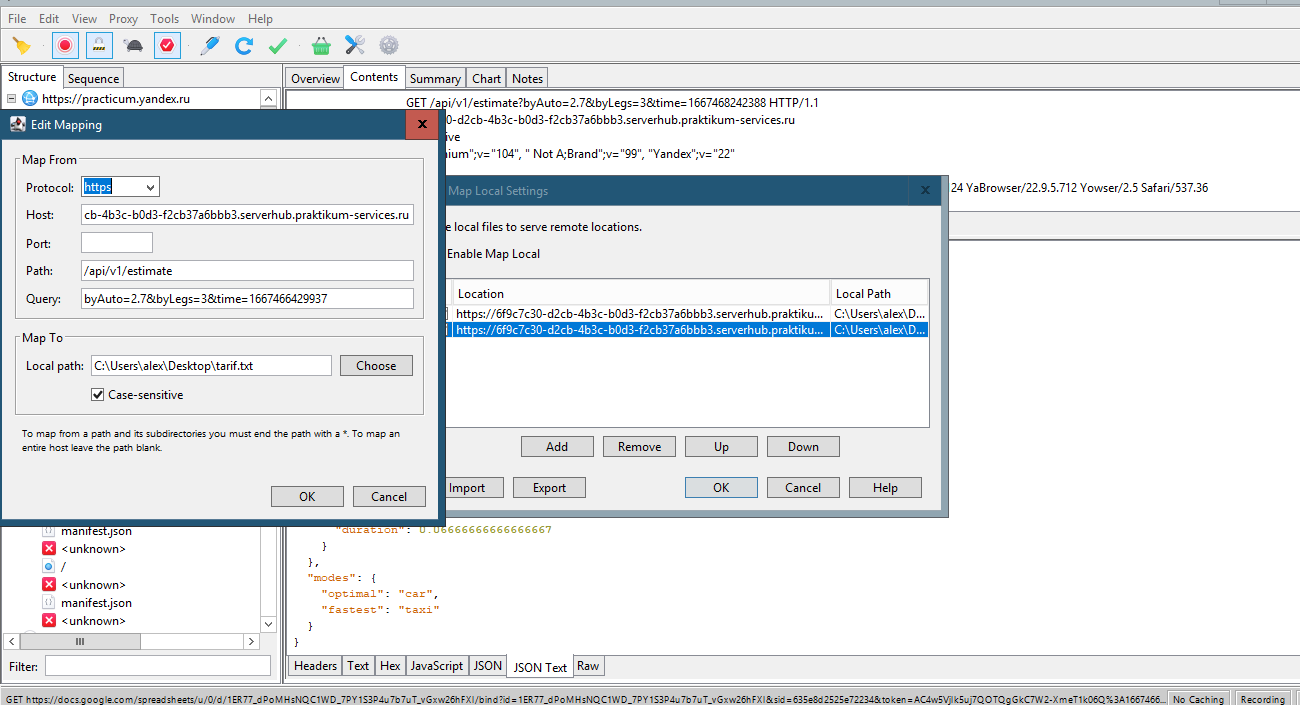 File Edit View Proxy Tools Window Help
Structure Sequence
https://practicum.yandex.ru
Overview Contents Summary Chart Notes
GET /api/v1/estimate?byAuto=2.7&byLegs=3&time=1667468242388 HTTP/1.1
0-d2cb-4b3c-b0d3-f2cb37a6bbb3.serverhub.praktikum-services.ru
ive
nium";v="104", " Not A;Brand";v="99", "Yandex";v="22"
24 YaBrowser/22.9.5.712 Yowser/2.5 Safari/537.36
Edit Mapping
Map From
Protocol: https
Host: cb-4b3c-b0d3-f2cb37a6bbb3.serverhub.praktikum-services.ru
Port:
Path: /api/v1/estimate
Query: byAuto=2.7&byLegs=3&time=1667466429937
Map To
Local path: C:\Users\alex\Desktop\tarif.txt Choose
Case-sensitive
To map from a path and its subdirectories you must end the path with a *. To map an
entire host leave the path blank.
OK Cancel
Map Local Settings
e local files to serve remote locations.
Enable Map Local
Location Local Path
https://6f9c7c30-d2cb-4b3c-b0d3-f2cb37a6bbb3.serverhub.praktiku... C:\Users\alex\D...
https://6f9c7c30-d2cb-4b3c-b0d3-f2cb37a6bbb3.serverhub.praktiku... C:\Users\alex\D...
Add Remove Up Down
Import Export OK Cancel Help
manifest.json
<unknown>
/
<unknown>
manifest.json
<unknown>
Filter:
"duration": 0.06666666666666667
}
},
"modes": {
"optimal": "car",
"fastest": "taxi"
}
}
Headers Text Hex JavaScript JSON JSON Text Raw
GET https://docs.google.com/spreadsheets/u/0/d/1ER77_dPoMHsNQC1WD_7PY1S3P4u7b7uT_vGxw26hFXI/bind?id=1ER77_dPoMHsNQC1WD_7PY1S3P4u7b7uT_vGxw26hFXI&sid=635e8d2525e72234&token=AC4w5Vjlk5uj7QOTQgGkC7W2-XmeT1k06Q%3A1667466... No Caching Recording